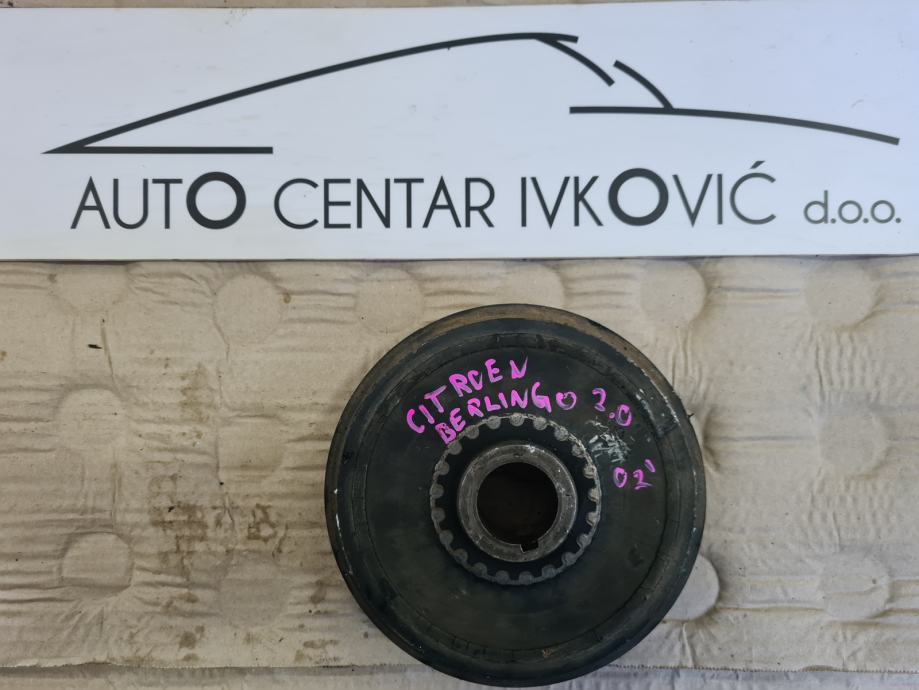 AUTO CENTAR IVKOVIĆ d.o.o.
CITROEN
BERLINGO 2.0
02'